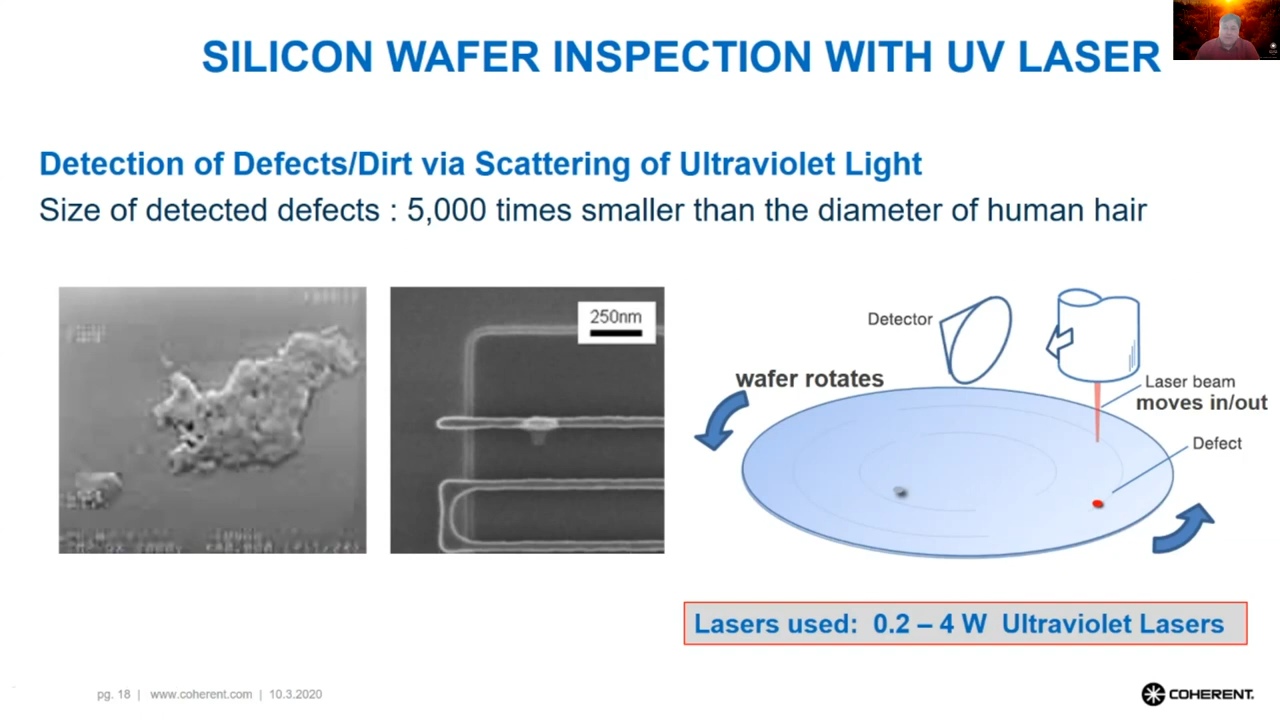 SILICON WAFER INSPECTION WITH UV LASER
Detection of Defects/Dirt via Scattering of Ultraviolet Light
Size of detected defects : 5,000 times smaller than the diameter of human hair
250nm
Detector
wafer rotates
Laser beam
moves in/out
Defect
Lasers used: 0.2 – 4 W Ultraviolet Lasers
pg. 18 | www.coherent.com | 10.3.2020
COHERENT.